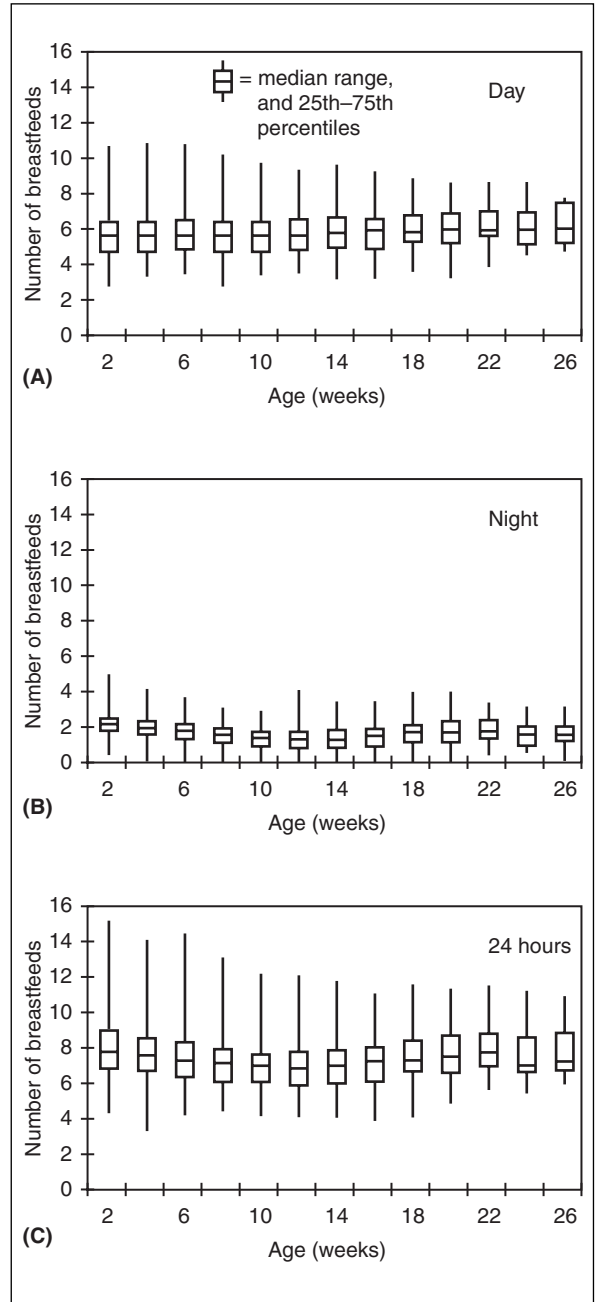 16
14
12
10
8
6
4
2
0
Number of breastfeeds
= median range,
and 25th–75th
percentiles
Day
2 6 10 14 18 22 26
(A)
Age (weeks)
16
14
12
10
8
6
4
2
0
Number of breastfeeds
Night
2 6 10 14 18 22 26
(B)
Age (weeks)
16
14
12
10
8
6
4
2
0
Number of breastfeeds
24 hours
2 6 10 14 18 22 26
(C)
Age (weeks)